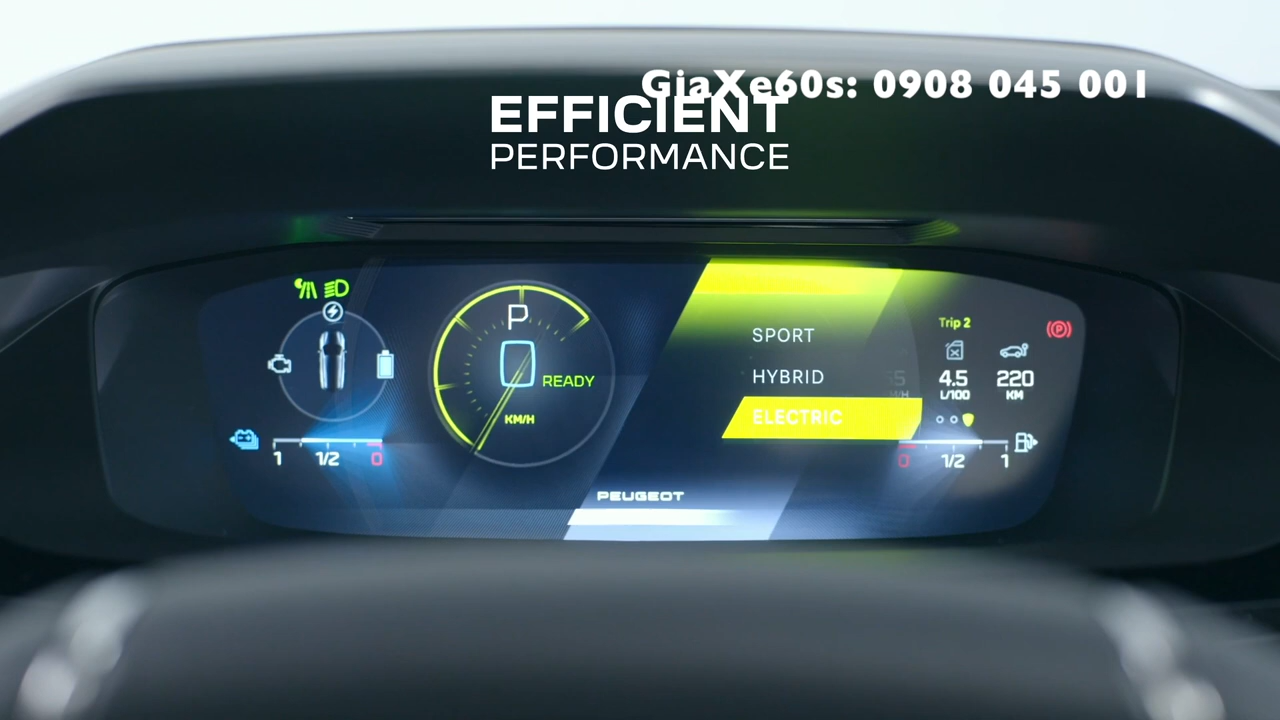 GiaXe60s: 0908 045 001
EFFICIENT
PERFORMANCE
P
0
READY
KM/H
1 1/2 0
SPORT
HYBRID
ELECTRIC
Trip 2
4.5
L/100
220
KM
0 1/2 1
PEUGEOT